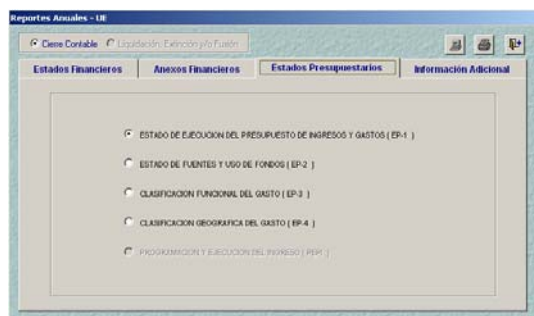 Reportes Anuales - UE
Cierre Contable Liquidación, Extinción y/o Fusión
Estados Financieros Anexos Financieros Estados Presupuestarios Información Adicional
ESTADO DE EJECUCION DEL PRESUPUESTO DE INGRESOS Y GASTOS ( EP-1 )
ESTADO DE FUENTES Y USO DE FONDOS ( EP-2 )
CLASIFICACION FUNCIONAL DEL GASTO ( EP-3 )
CLASIFICACION GEOGRAFICA DEL GASTO ( EP-4 )
PROGRAMACION Y EJECUCION DEL INGRESO